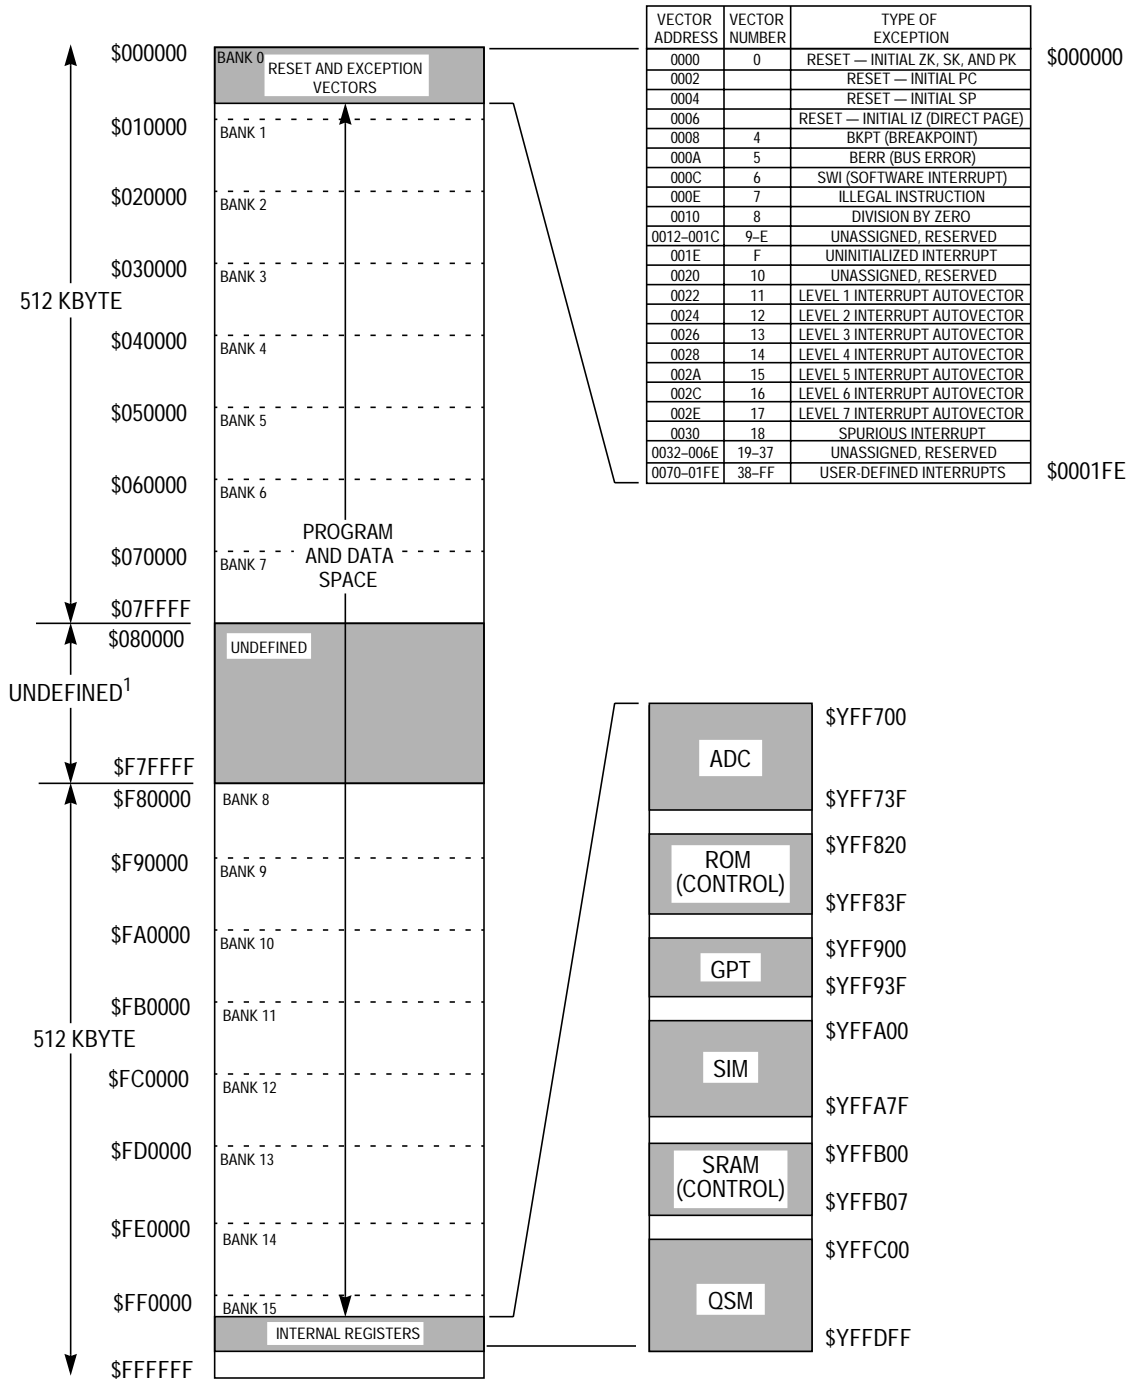 VECTOR ADDRESS VECTOR NUMBER TYPE OF EXCEPTION
0000 0 RESET — INITIAL ZK, SK, AND PK
0002 RESET — INITIAL PC
0004 RESET — INITIAL SP
0006 RESET — INITIAL IZ (DIRECT PAGE)
0008 4 BKPT (BREAKPOINT)
000A 5 BERR (BUS ERROR)
000C 6 SWI (SOFTWARE INTERRUPT)
000E 7 ILLEGAL INSTRUCTION
0010 8 DIVISION BY ZERO
0012–001C 9–E UNASSIGNED, RESERVED
001E F UNINITIALIZED INTERRUPT
0020 10 UNASSIGNED, RESERVED
0022 11 LEVEL 1 INTERRUPT AUTOVECTOR
0024 12 LEVEL 2 INTERRUPT AUTOVECTOR
0026 13 LEVEL 3 INTERRUPT AUTOVECTOR
0028 14 LEVEL 4 INTERRUPT AUTOVECTOR
002A 15 LEVEL 5 INTERRUPT AUTOVECTOR
002C 16 LEVEL 6 INTERRUPT AUTOVECTOR
002E 17 LEVEL 7 INTERRUPT AUTOVECTOR
0030 18 SPURIOUS INTERRUPT
0032–006E 19–37 UNASSIGNED, RESERVED
0070–01FE 38–FF USER-DEFINED INTERRUPTS
$000000
$0001FE
$000000
BANK 0
RESET AND EXCEPTION
VECTORS
$010000
BANK 1
$020000
BANK 2
$030000
BANK 3
512 KBYTE
$040000
BANK 4
$050000
BANK 5
$060000
BANK 6
PROGRAM
AND DATA
SPACE
$070000
BANK 7
$07FFFF
$080000
UNDEFINED
UNDEFINED1
$F7FFFF
$F80000
BANK 8
$F90000
BANK 9
$FA0000
BANK 10
$FB0000
BANK 11
512 KBYTE
$FC0000
BANK 12
$FD0000
BANK 13
$FE0000
BANK 14
$FF0000
BANK 15
INTERNAL REGISTERS
$FFFFFF
$YFF700
ADC
$YFF73F
$YFF820
ROM
(CONTROL)
$YFF83F
$YFF900
GPT
$YFF93F
$YFFA00
SIM
$YFFA7F
$YFFB00
SRAM
(CONTROL)
$YFFB07
$YFFC00
QSM
$YFFDFF